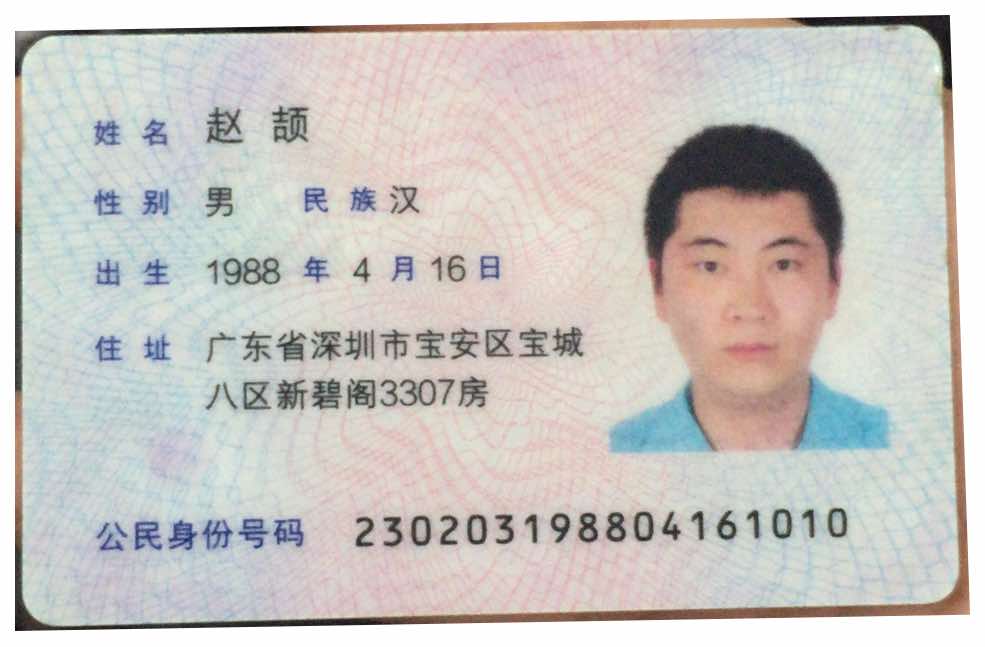 姓名 赵颉
性别 男 民族 汉
出生 1988 年 4 月 16 日
住址 广东省深圳市宝安区宝城
八区新碧阁3307房
公民身份号码 230203198804161010